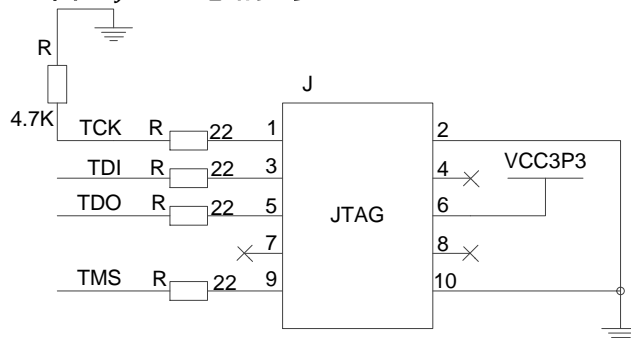 R
J
4.7K
TCK R 22 1 2
TDI R 22 3 4 VCC3P3
TDO R 22 5 JTAG 6
7 8
TMS R 22 9 10